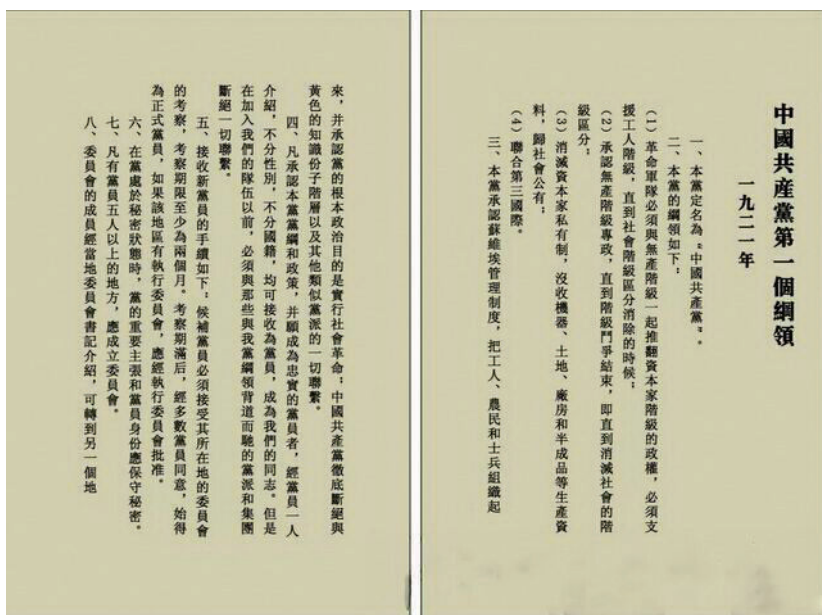 中國共産黨第一個綱領
一九二一年
一、本黨定名為“中國共產黨”。
二、本黨的綱領如下：
（1）革命軍隊必須與無產階級一起推翻資本家階級的政權，必須支
援工人階級，直到社會階級區分消除的時候；
（2）承認無產階級專政，直到階級鬥爭結束，即直到消滅社會的階
級區分；
（3）消滅資本家私有制，沒收機器、土地、廠房和半成品等生產資
料，歸社會公有；
（4）聯合第三國際。
三、本黨承認蘇維埃管理制度，把工人、農民和士兵組織起
來，并承認黨的根本政治目的是實行社會革命；中國共產黨徹底斷絕與
黃色的知識份子階層以及其他類似黨派的一切聯繫。
四、凡承認本黨黨綱和政策，并願成為忠實的黨員者，經黨員一人
介紹，不分性別，不分國籍，均可接收為黨員，成為我們的同志。但是
在加入我們的隊伍以前，必須與那些與我黨綱領背道而馳的黨派和集團
斷絕一切聯繫。
五、接收新黨員的手續如下：候補黨員必須接受其所在地的委員會
的考察，考察期限至少為兩個月。考察期滿后，經多數黨員同意，始得
為正式黨員，如果該地區有執行委員會，應經執行委員會批准。
六、在黨處於秘密狀態時，黨的重要主張和黨員身份應保守秘密。
七、凡有黨員五人以上的地方，應成立委員會。
八、委員會的成員經當地委員會書記介紹，可轉到另一個地